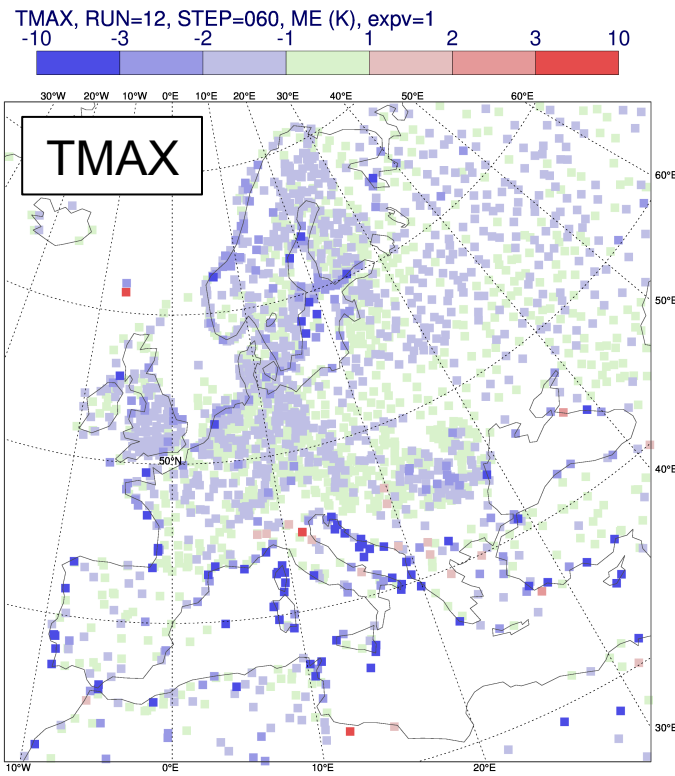 TMAX, RUN=12, STEP=060, ME (K), expv=1
-10 -3 -2 -1 1 2 3 10
30°W 20°W 10°W 0°E 10°E 20°E 30°E 40°E 50°E 60°E
TMAX
60°E
50°E
50°N
40°E
30°E
10°W 0°E 10°E 20°E